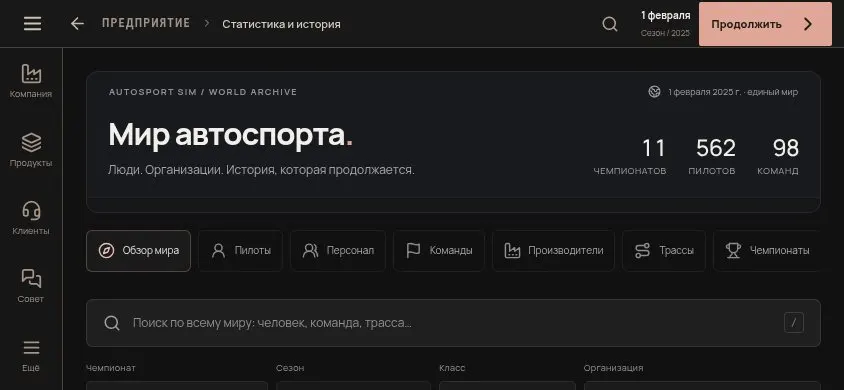 ПРЕДПРИЯТИЕ
Статистика и история
1 февраля
Сезон / 2025
Продолжить
Компания
Продукты
Клиенты
Совет
Ещё
AUTOSPORT SIM / WORLD ARCHIVE
1 февраля 2025 г. · единый мир
Мир автоспорта.
Люди. Организации. История, которая продолжается.
11
ЧЕМПИОНАТОВ
562
ПИЛОТОВ
98
КОМАНД
Обзор мира
Пилоты
Персонал
Команды
Производители
Трассы
Чемпионаты
Поиск по всему миру: человек, команда, трасса...
/
Чемпионат
Сезон
Класс
Организация